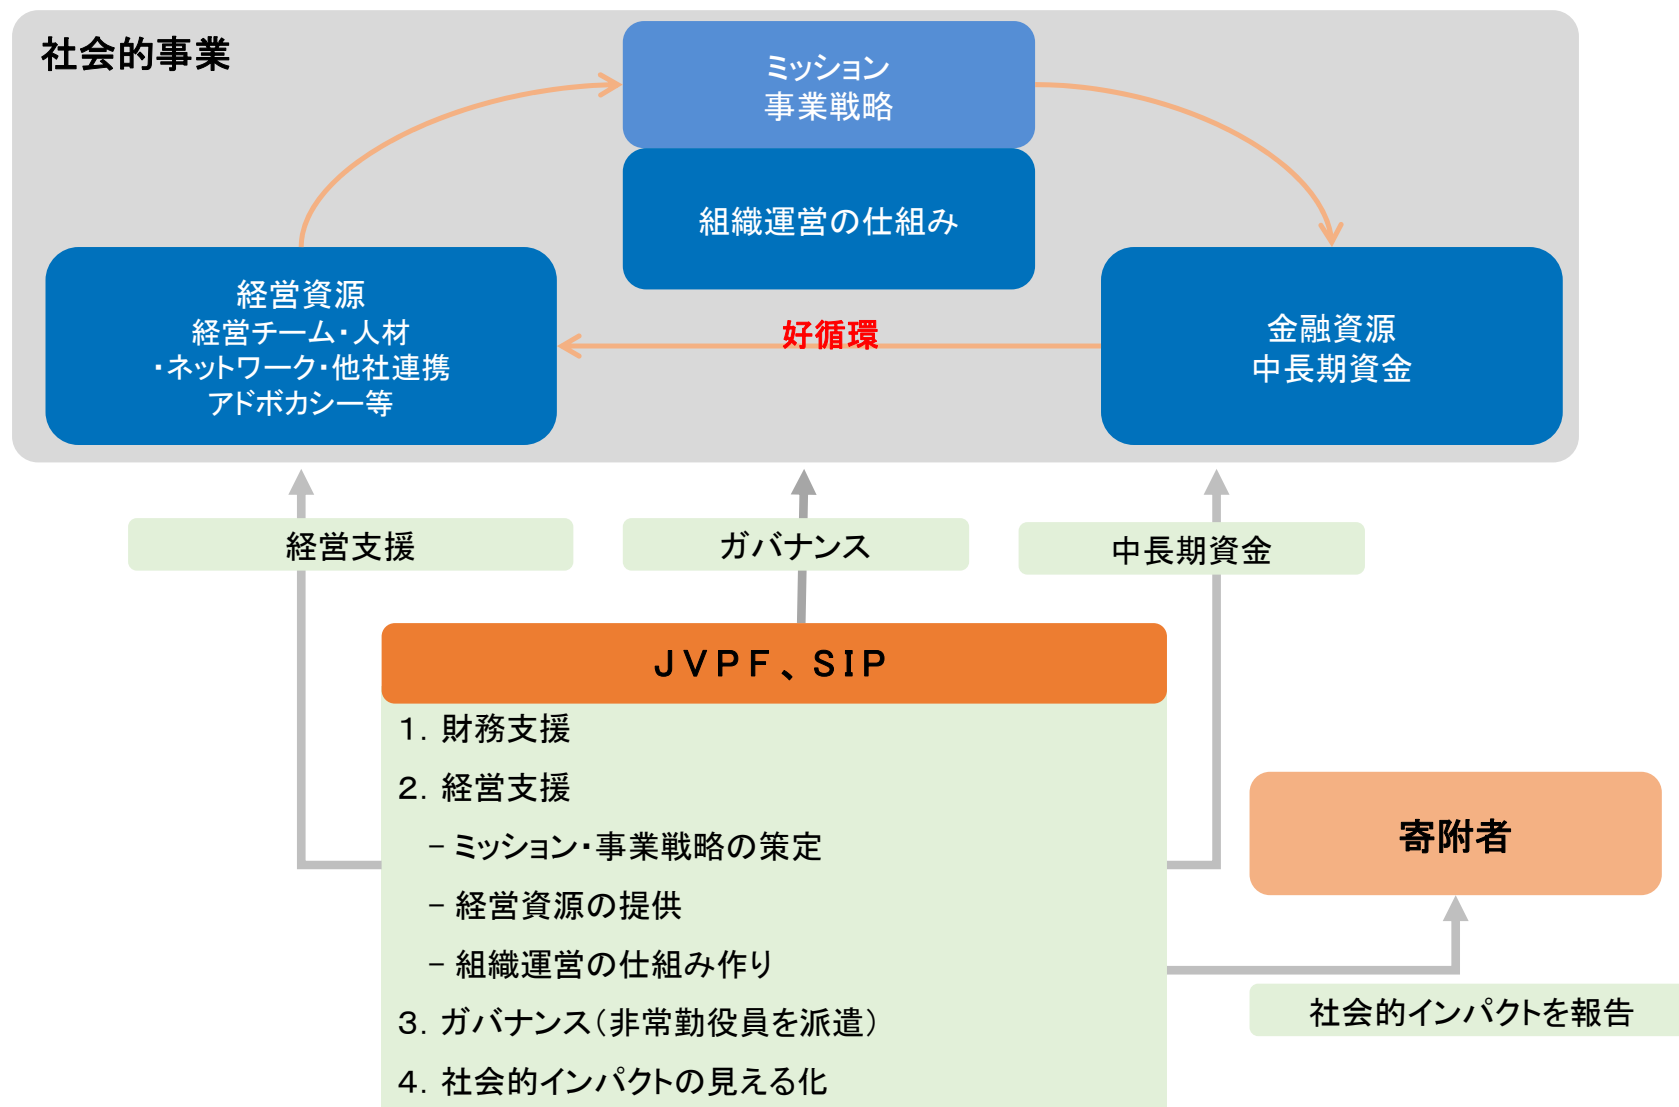 社会的事業
ミッション
事業戦略
組織運営の仕組み
経営資源
経営チーム・人材
・ネットワーク・他社連携
アドボカシー等
好循環
金融資源
中長期資金
経営支援
ガバナンス
中長期資金
ＪＶＰＦ、ＳＩＰ
１．財務支援
２．経営支援
－ミッション・事業戦略の策定
－経営資源の提供
－組織運営の仕組み作り
３．ガバナンス（非常勤役員を派遣）
４．社会的インパクトの見える化
寄附者
社会的インパクトを報告